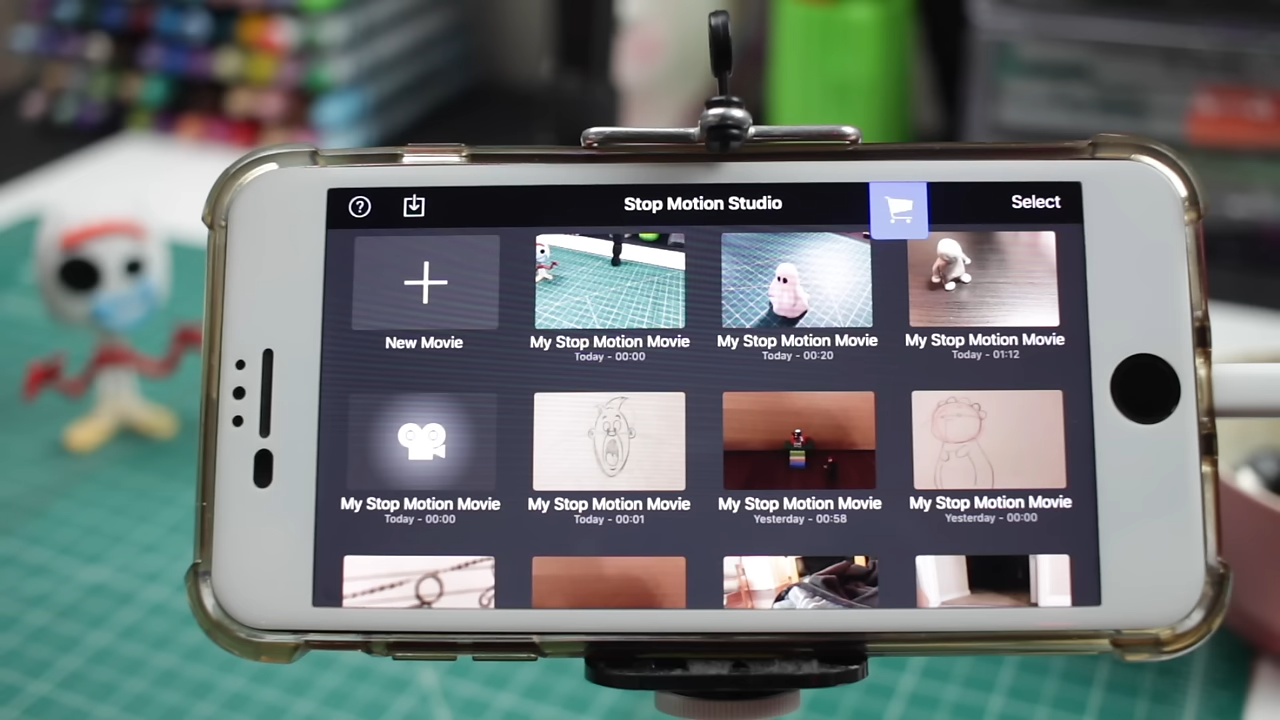 ? Stop Motion Studio Select
New Movie
My Stop Motion Movie
Today - 00:00
My Stop Motion Movie
Today - 00:20
My Stop Motion Movie
Today - 01:12
My Stop Motion Movie
Today - 00:00
My Stop Motion Movie
Today - 00:01
My Stop Motion Movie
Yesterday - 00:58
My Stop Motion Movie
Yesterday - 00:00